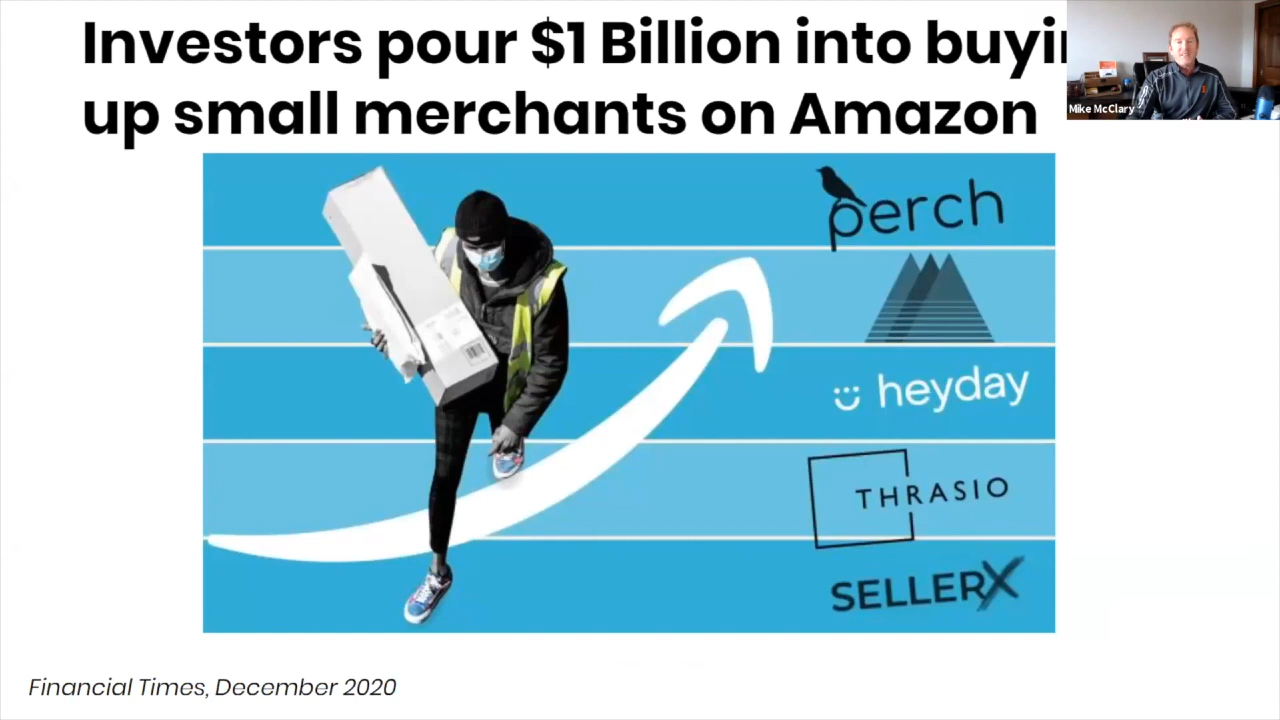 Investors pour $1 Billion into
up small merchants on Amazon
Mike McClary
perch
heyday
THRASIO
SELLERX
Financial Times, December 2020